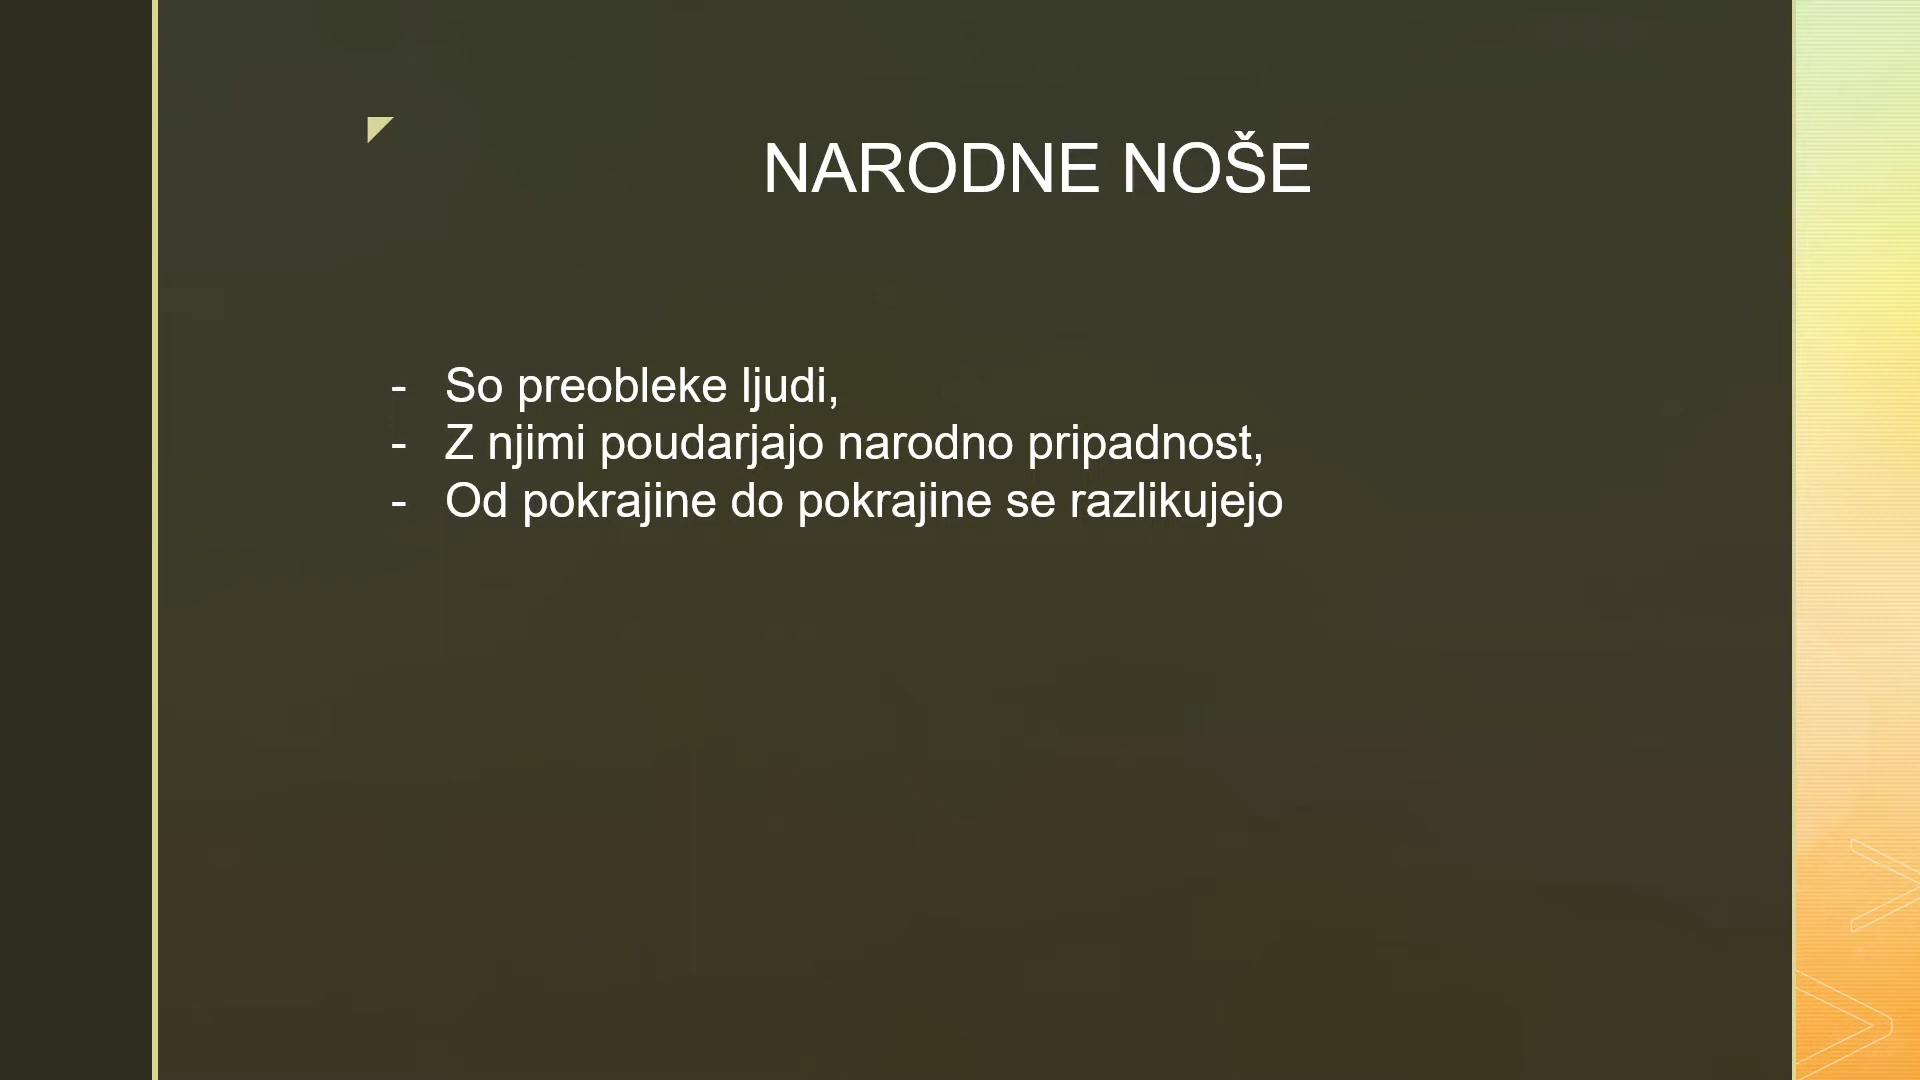 NARODNE NOŠE
- So preobleke ljudi,
- Z njimi poudarjajo narodno pripadnost,
- Od pokrajine do pokrajine se razlikujejo